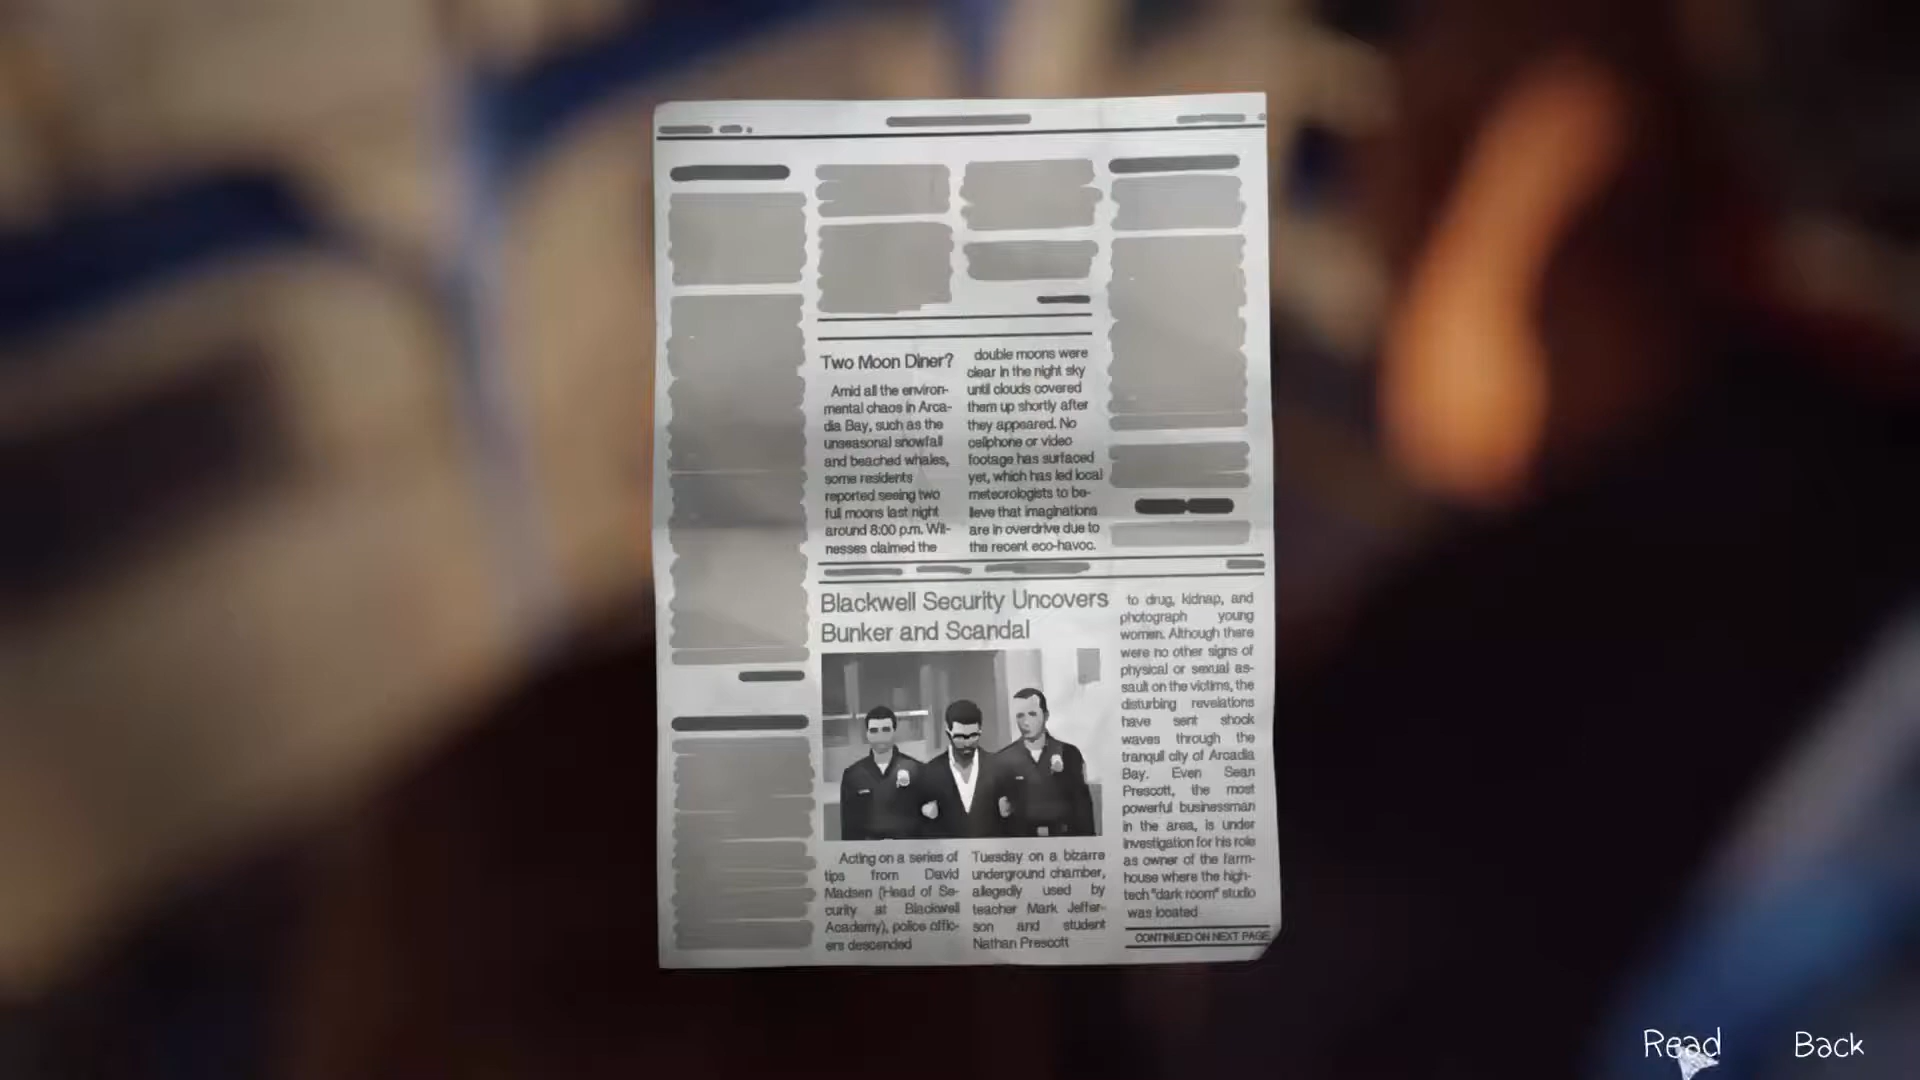 Two Moon Diner?
Amid all the environ-
mental chaos in Arca-
dia Bay, such as the
unseasonal snowfall
and beached whales,
some residents
reported seeing two
full moons last night
around 8:00 p.m. Wit-
nesses claimed the
double moons were
clear in the night sky
until clouds covered
them up shortly after
they appeared. No
cellphone or video
footage has surfaced
yet, which has led local
meteorologists to be-
lieve that imaginations
are in overdrive due to
the recent eco-havoc.
Blackwell Security Uncovers
Bunker and Scandal
Acting on a series of
tips from David
Madsen (Head of Se-
curity at Blackwell
Academy), police offic-
ers descended
Tuesday on a bizarre
underground chamber,
allegedly used by
teacher Mark Jeffer-
son and student
Nathan Prescott
to drug, kidnap, and
photograph young
women. Although there
were no other signs of
physical or sexual as-
sault on the victims, the
disturbing revelations
have sent shock
waves through the
tranquil city of Arcadia
Bay. Even Sean
Prescott, the most
powerful businessman
in the area, is under
investigation for his role
as owner of the farm-
house where the high-
tech "dark room" studio
was located
CONTINUED ON NEXT PAGE
Read
Back